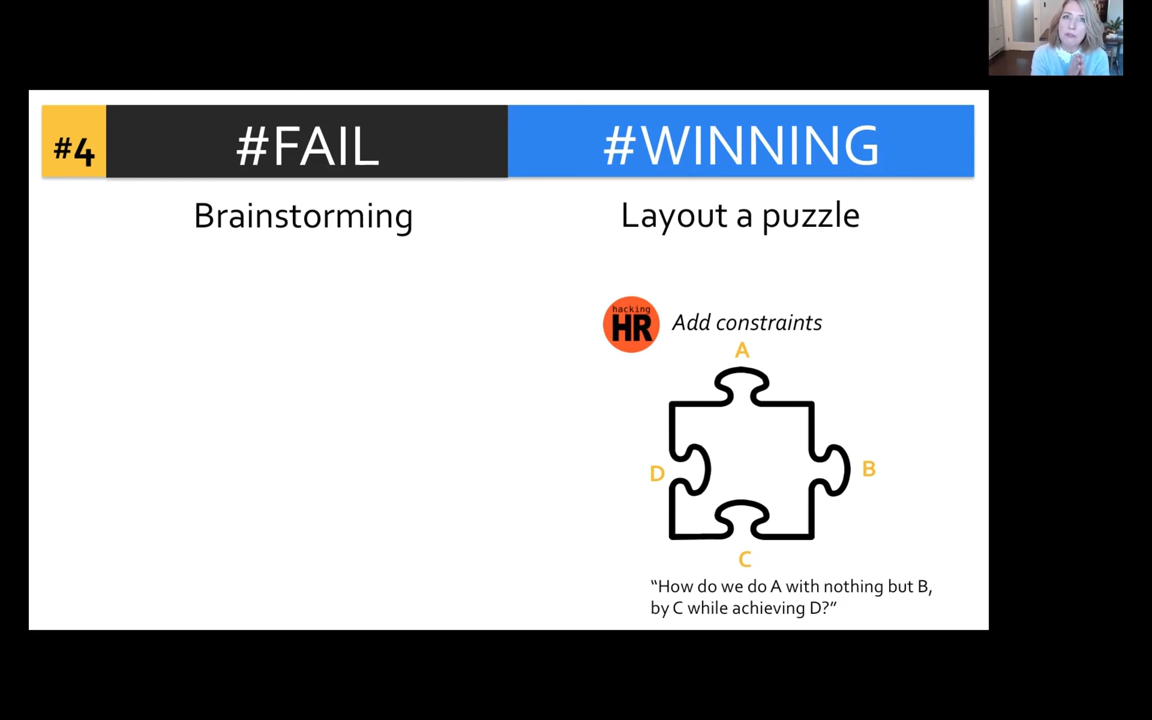 #4 #FAIL #WINNING
Brainstorming
Layout a puzzle
hacking
HR
Add constraints
A
D
B
C
“How do we do A with nothing but B,
by C while achieving D?”